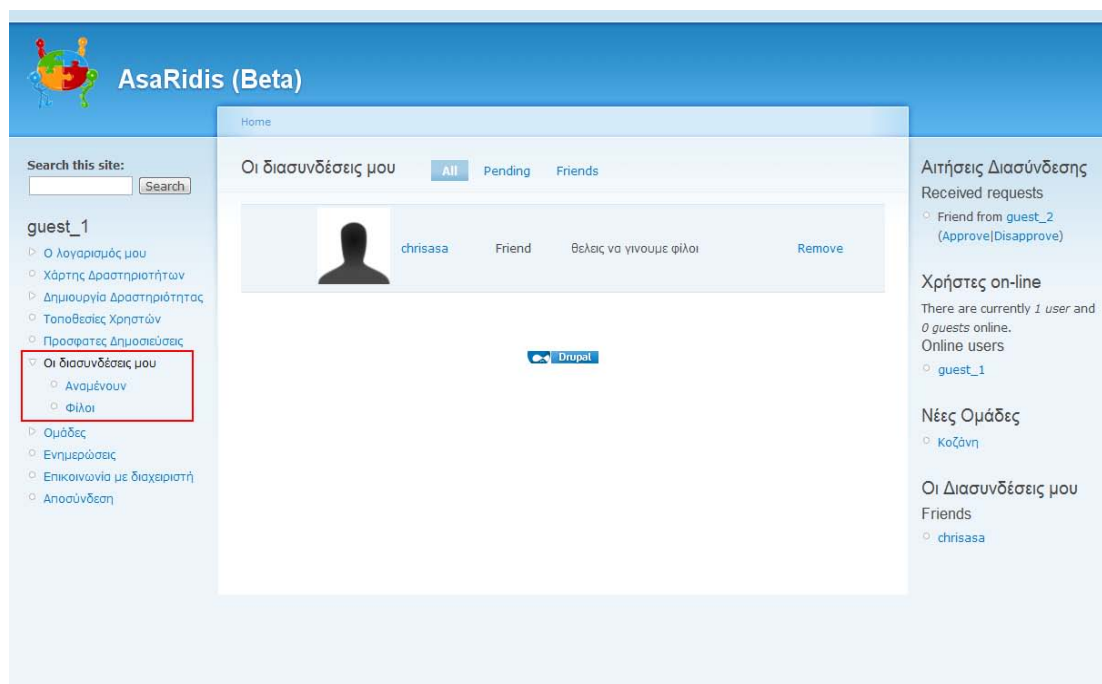 AsaRidis (Beta)
Home
Search this site:
Search
guest_1
Ο λογαρισμός μου
Χάρτης Δραστηριοτήτων
Δημιουργία Δραστηριότητας
Τοποθεσίες Χρηστών
Προσφατες Δημοσιεύσεις
Οι διασυνδέσεις μου
Αναμένουν
Φίλοι
Ομάδες
Ενημερώσεις
Επικοινωνία με διαχειριστή
Αποσύνδεση
Οι διασυνδέσεις μου All Pending Friends
chrisasa Friend θελεις να γινουμε φίλοι Remove
Drupal
Αιτήσεις Διασύνδεσης
Received requests
Friend from guest_2
(Approve|Disapprove)
Χρήστες on-line
There are currently 1 user and
0 guests online.
Online users
guest_1
Νέες Ομάδες
Κοζάνη
Οι Διασυνδέσεις μου
Friends
chrisasa